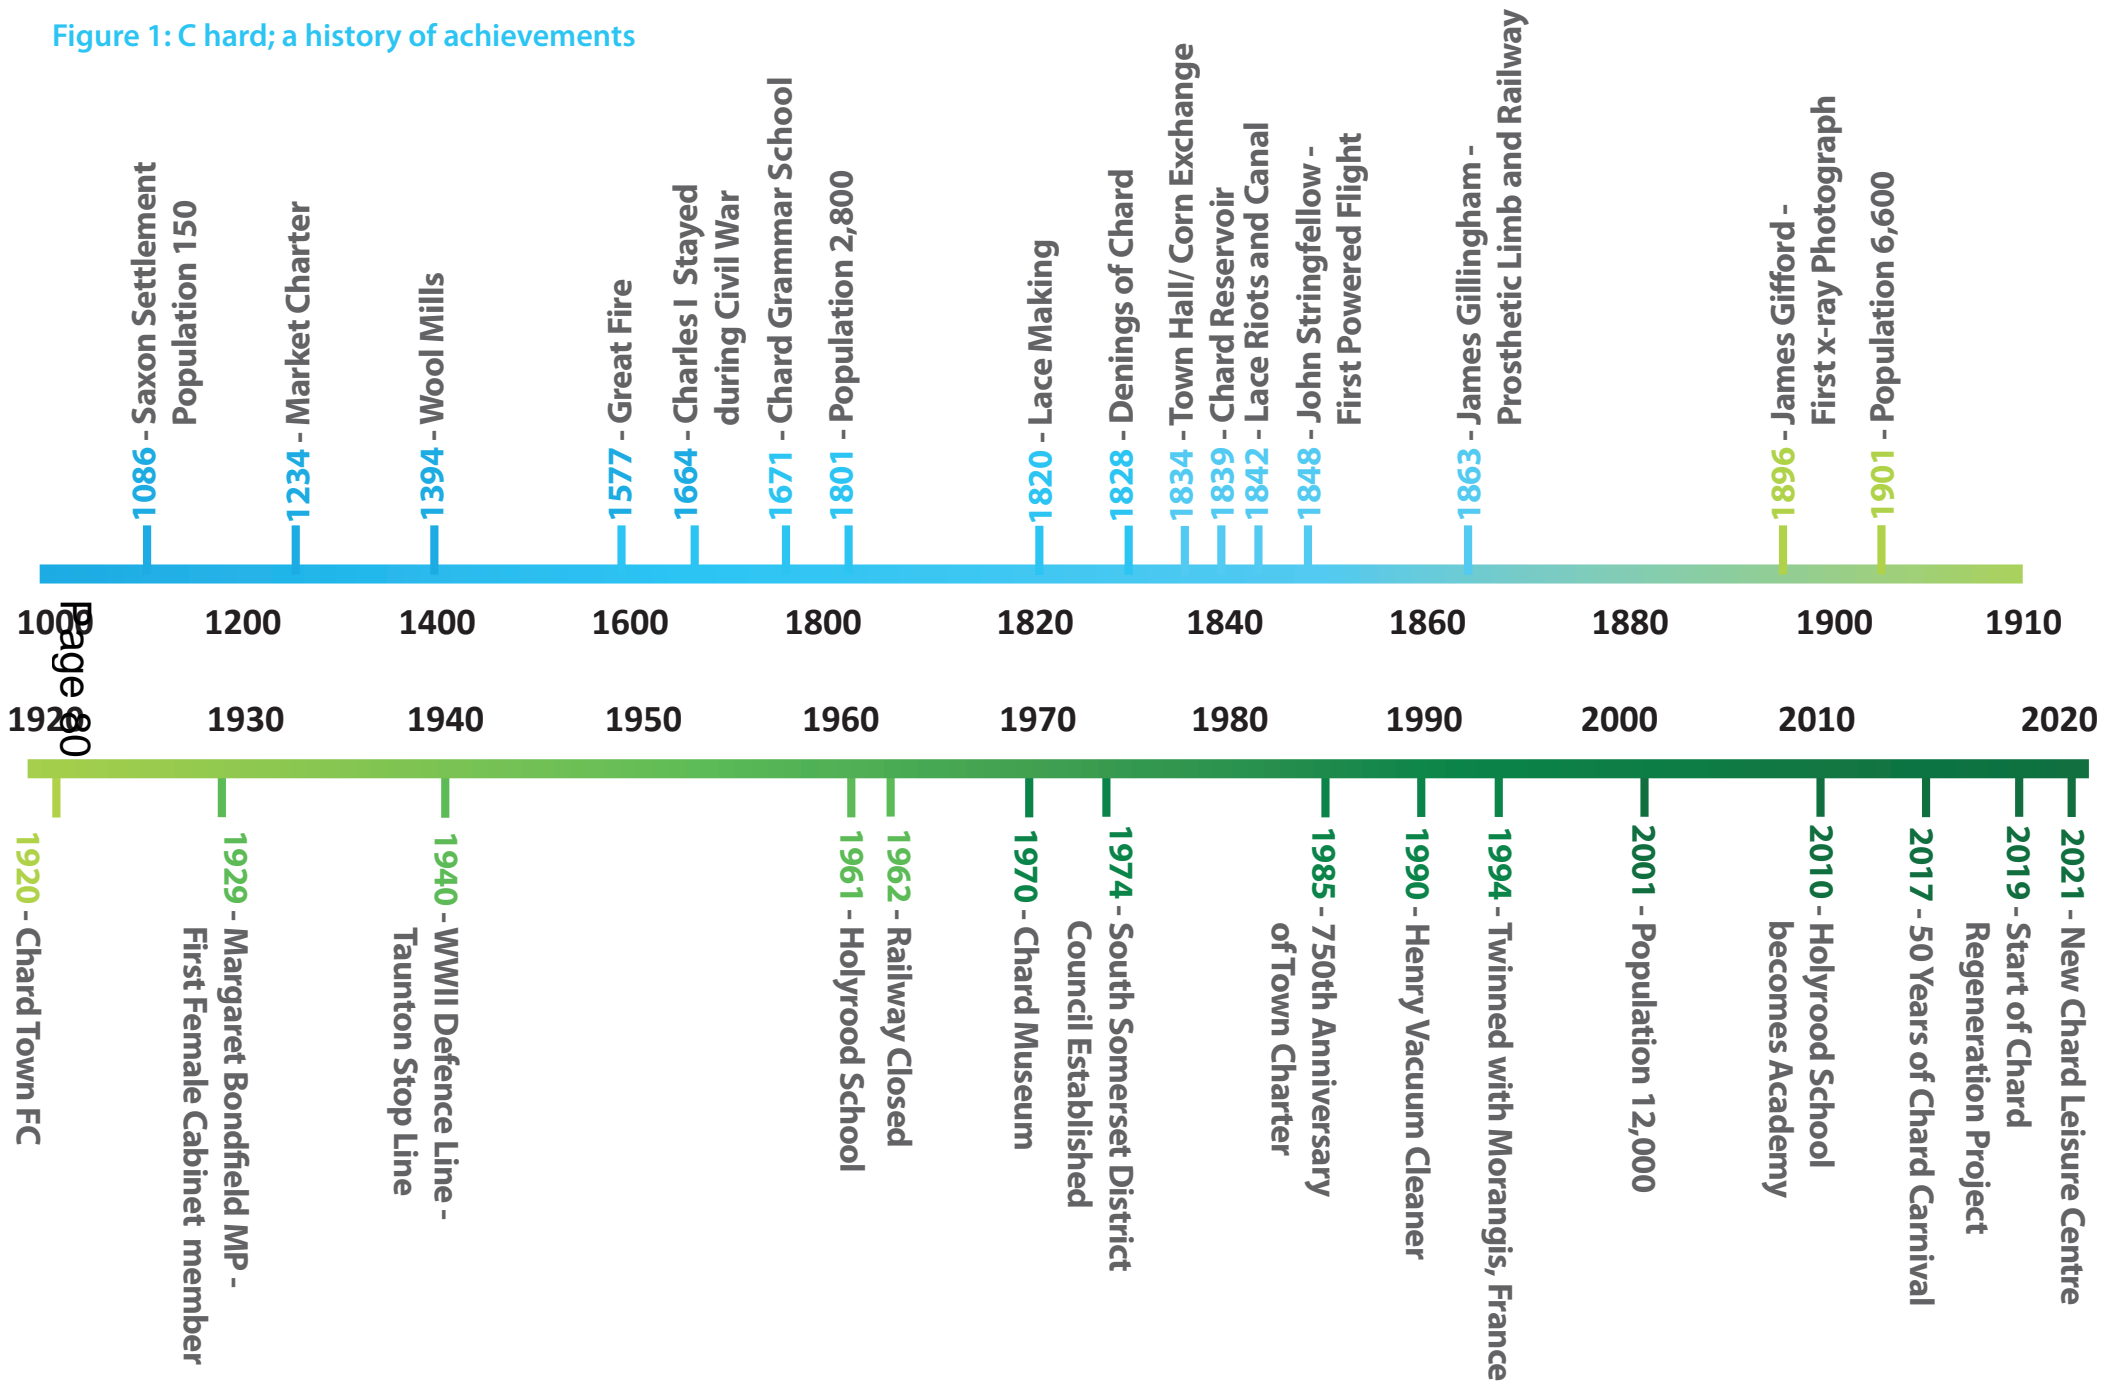 Figure 1: C hard; a history of achievements
1086 - Saxon Settlement
Population 150
1234 - Market Charter
1394 - Wool Mills
1577 - Great Fire
1664 - Charles I Stayed
during Civil War
1671 - Chard Grammar School
1801 - Population 2,800
1820 - Lace Making
1828 - Dennings of Chard
1834 - Town Hall/ Corn Exchange
1839 - Chard Reservoir
1842 - Lace Riots and Canal
1848 - John Stringfellow -
First Powered Flight
1863 - James Gillingham -
Prosthetic Limb and Railway
1896 - James Gifford -
First x-ray Photograph
1901 - Population 6,600
1000 1200 1400 1600 1800 1820 1840 1860 1880 1900 1910
Page 80
1920 1930 1940 1950 1960 1970 1980 1990 2000 2010 2020
1920 - Chard Town FC
1929 - Margaret Bondfield MP -
First Female Cabinet member
1940 - WWII Defence Line -
Taunton Stop Line
1961 - Holyrood School
1962 - Railway Closed
1970 - Chard Museum
1974 - South Somerset District
Council Established
1985 - 750th Anniversary
of Town Charter
1990 - Henry Vacuum Cleaner
1994 - Twinned with Morangis, France
2001 - Population 12,000
2010 - Holyrood School
becomes Academy
2017 - 50 Years of Chard Carnival
2019 - Start of Chard
Regeneration Project
2021 - New Chard Leisure Centre